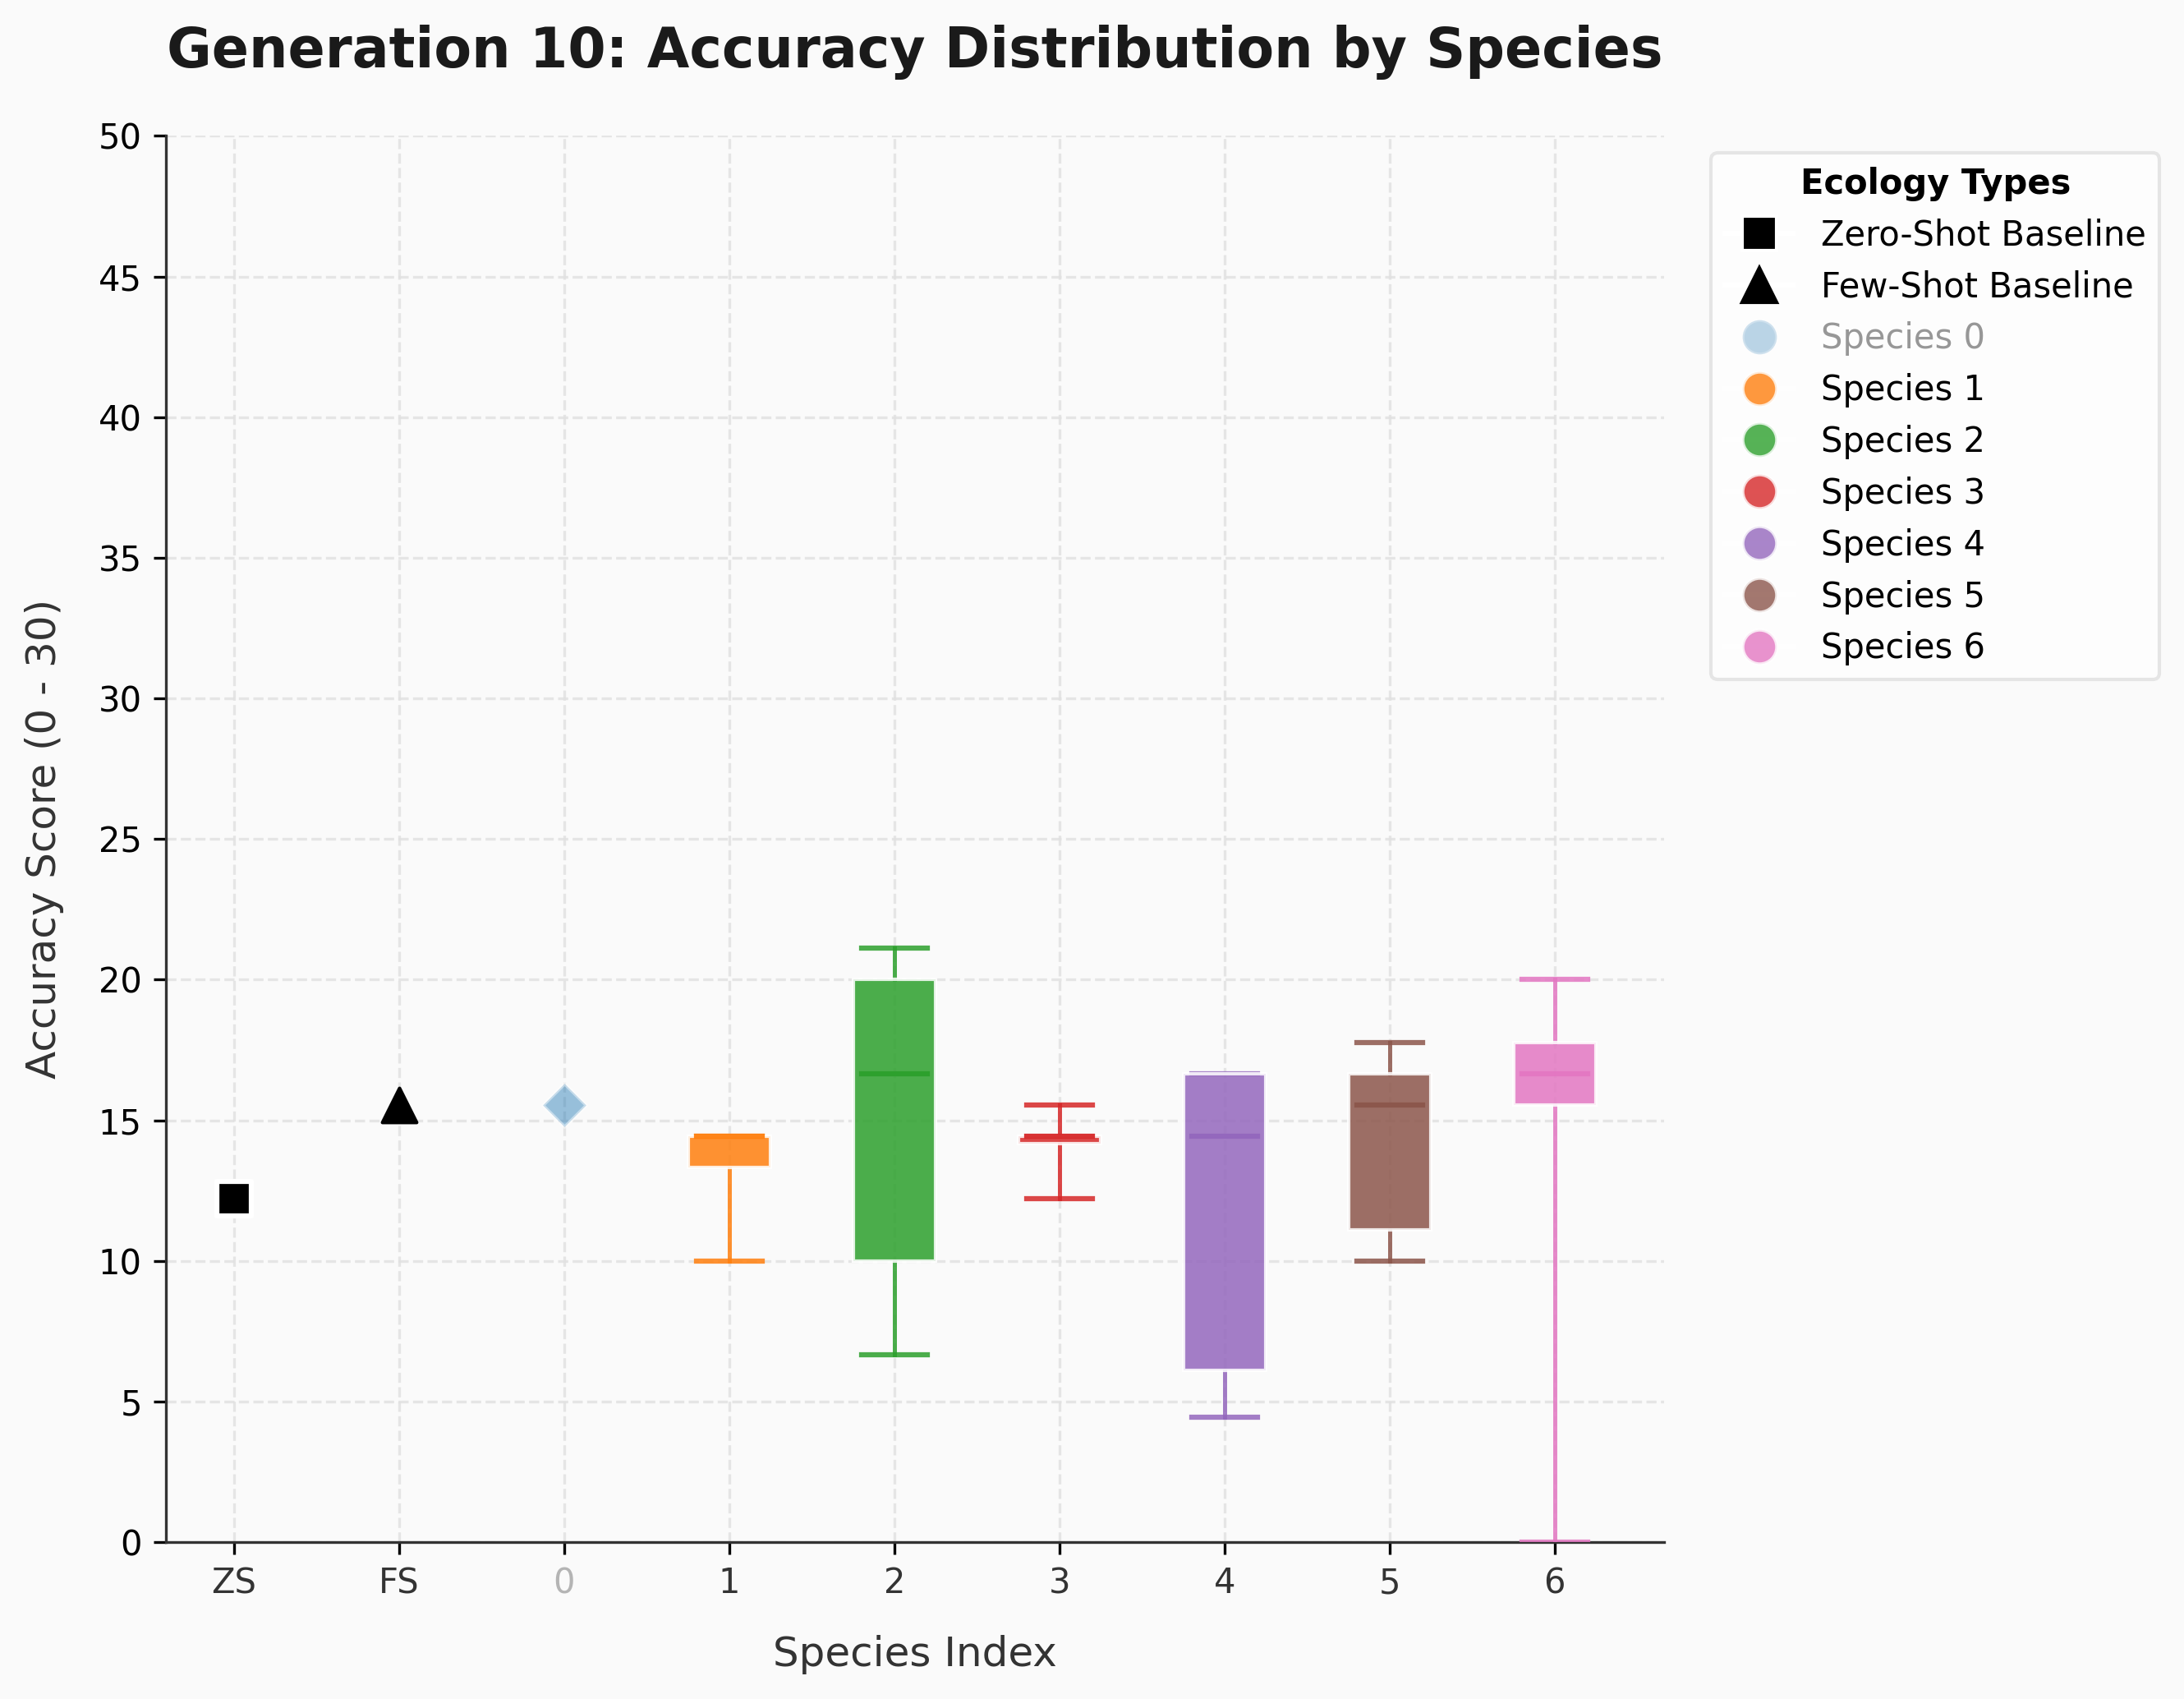 Generation 10: Accuracy Distribution by Species
50
45
40
35
30
25
20
15
10
5
0
Accuracy Score (0 - 30)
ZS FS 0 1 2 3 4 5 6
Species Index
Ecology Types
Zero-Shot Baseline
Few-Shot Baseline
Species 0
Species 1
Species 2
Species 3
Species 4
Species 5
Species 6